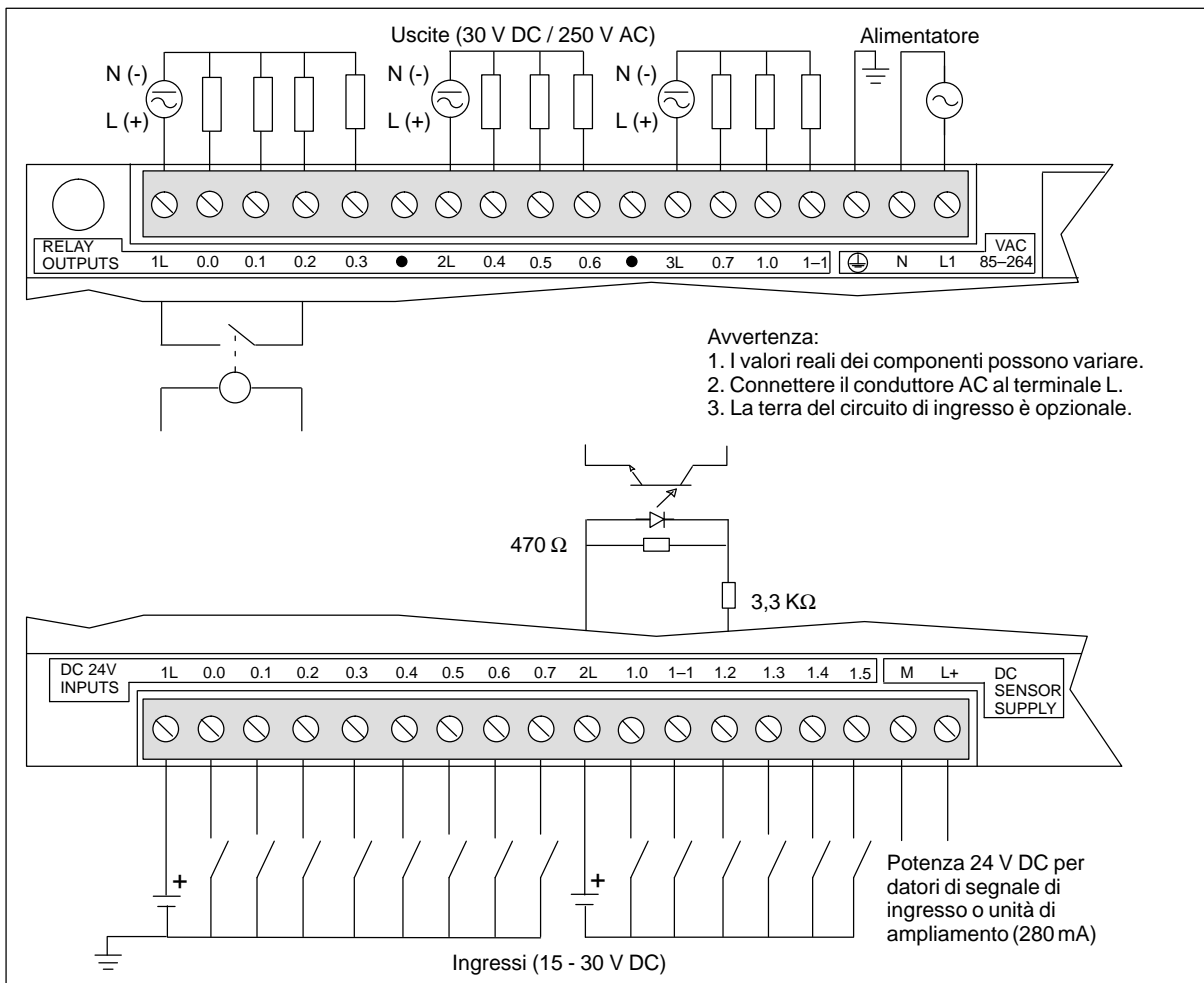 Uscite (30 V DC / 250 V AC)
Alimentatore
N (-)
N (-)
N (-)
L (+)
L (+)
L (+)
RELAY
OUTPUTS
1L 0.0 0.1 0.2 0.3 ● 2L 0.4 0.5 0.6 ● 3L 0.7 1.0 1–1 N L1
VAC
85–264
Avvertenza:
1. I valori reali dei componenti possono variare.
2. Connettere il conduttore AC al terminale L.
3. La terra del circuito di ingresso è opzionale.
470 Ω
3,3 KΩ
DC 24V
INPUTS
1L 0.0 0.1 0.2 0.3 0.4 0.5 0.6 0.7 2L 1.0 1–1 1.2 1.3 1.4 1.5 M L+
DC
SENSOR
SUPPLY
+
+
Potenza 24 V DC per
datori di segnale di
ingresso o unità di
ampliamento (280 mA)
Ingressi (15 - 30 V DC)